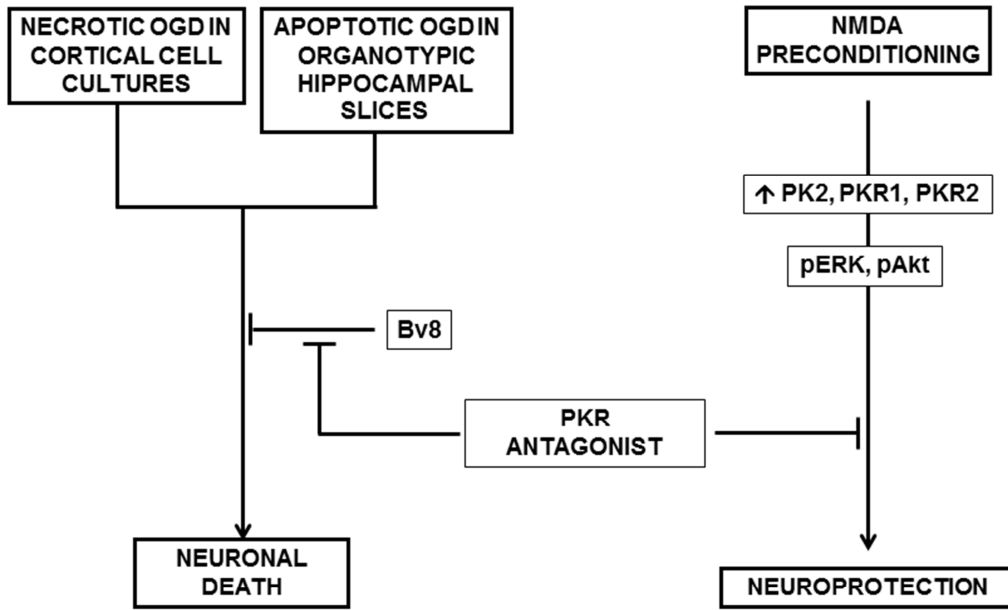 NECROTIC OGD IN
CORTICAL CELL
CULTURES
APOPTOTIC OGD IN
ORGANOTYPIC
HIPPOCAMPAL
SLICES
NMDA
PRECONDITIONING
↑ PK2, PKR1, PKR2
pERK, pAkt
Bv8
PKR
ANTAGONIST
NEURONAL
DEATH
NEUROPROTECTION